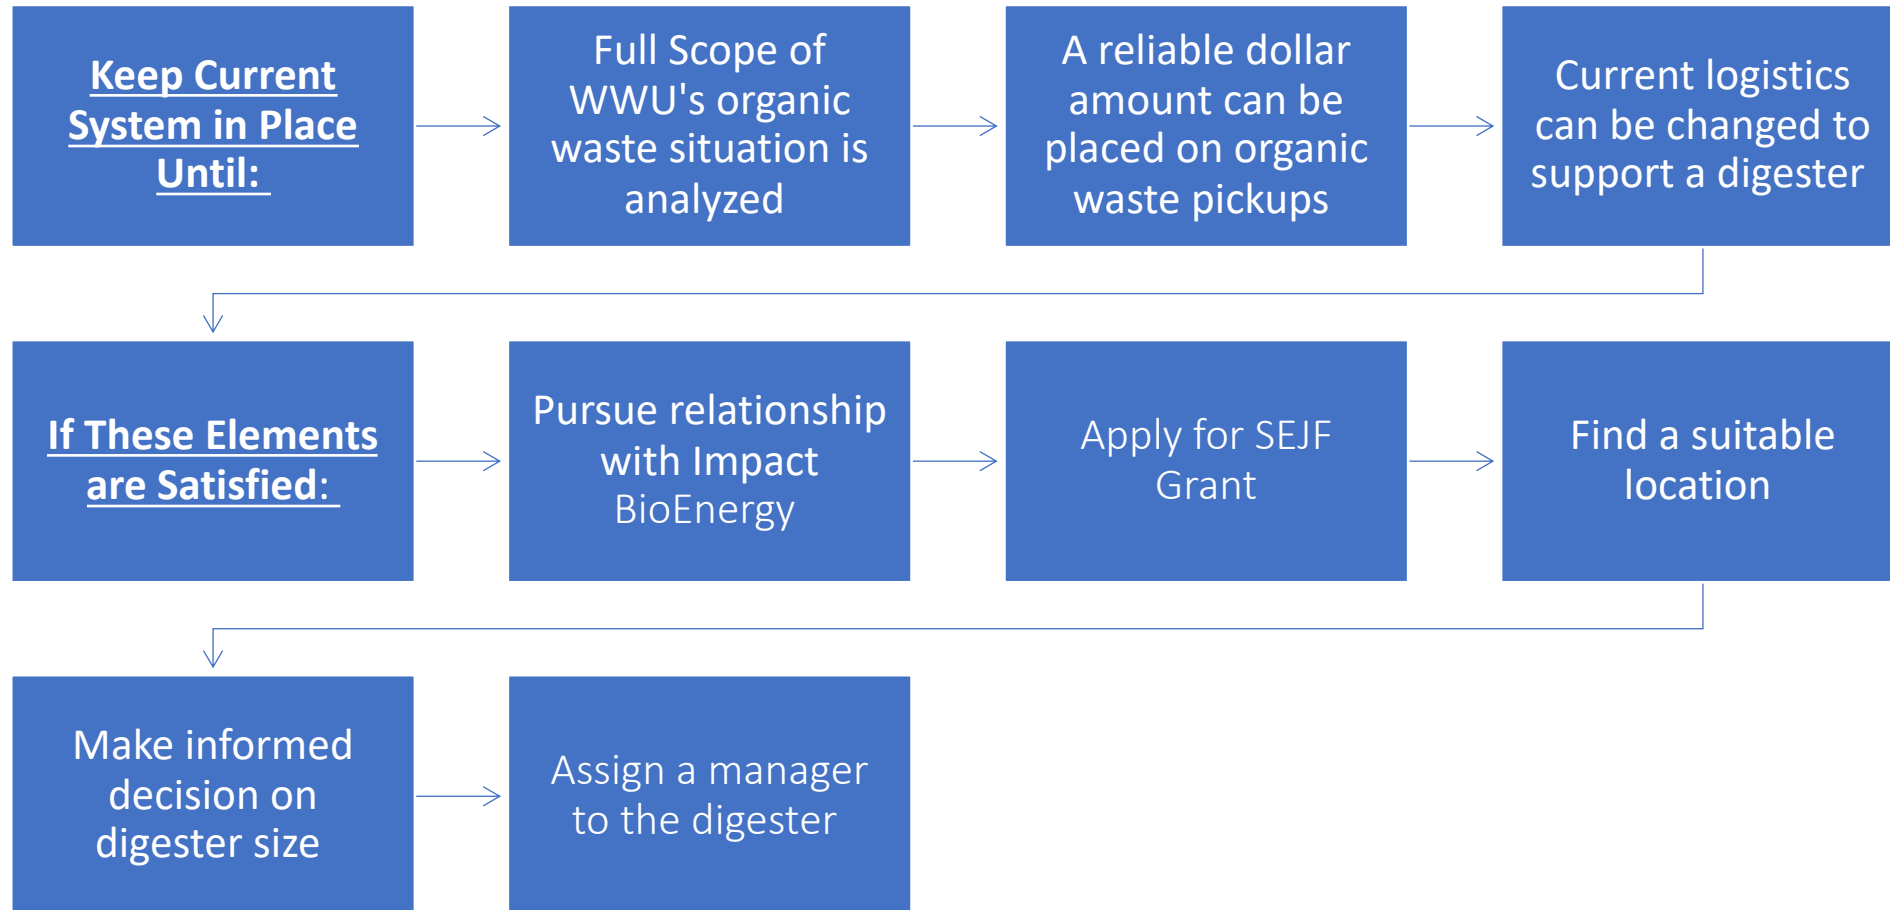 Keep Current
System in Place
Until:
Full Scope of
WWU's organic
waste situation is
analyzed
A reliable dollar
amount can be
placed on organic
waste pickups
Current logistics
can be changed to
support a digester
If These Elements
are Satisfied:
Pursue relationship
with Impact
BioEnergy
Apply for SEJF
Grant
Find a suitable
location
Make informed
decision on
digester size
Assign a manager
to the digester